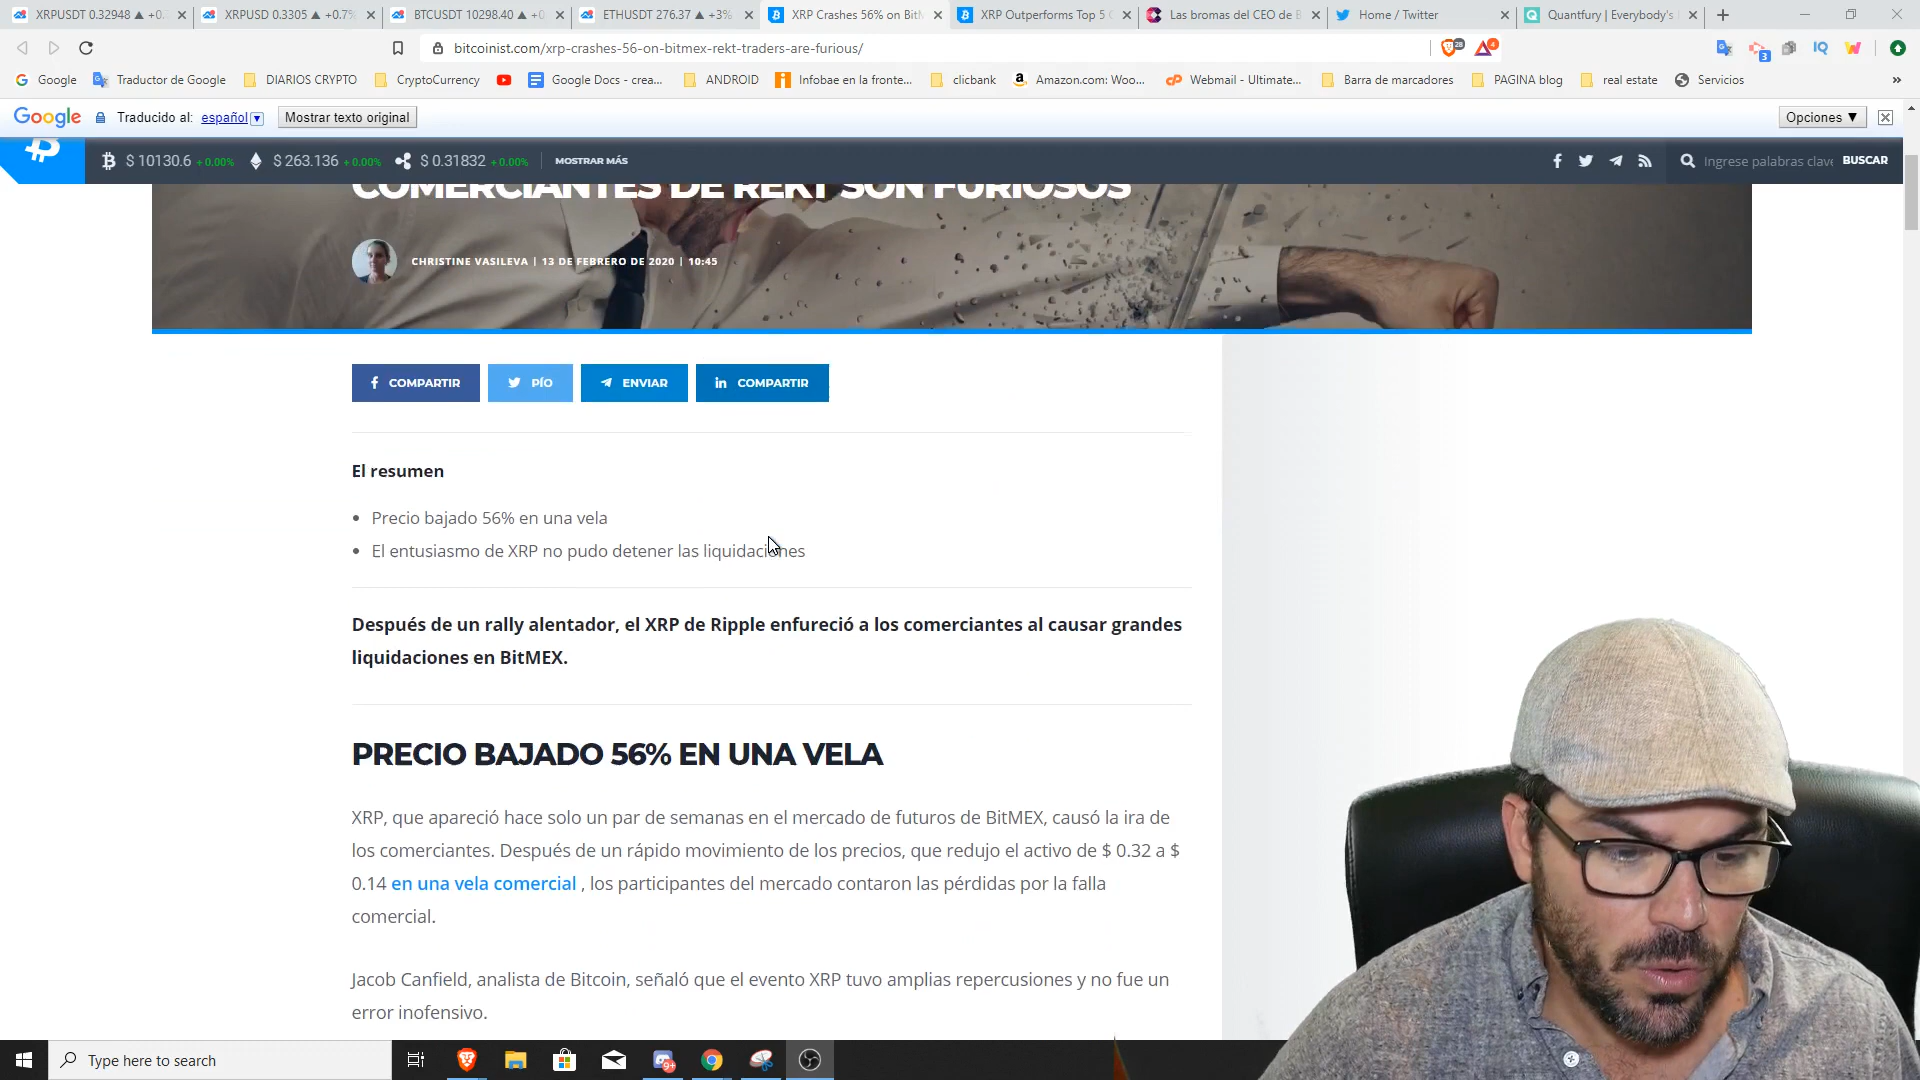 XRPUSDT 0.32948 ▲ +0.
XRPUSD 0.3305 ▲ +0.7%
BTCUSDT 10298.40 ▲ +0
ETHUSDT 276.37 ▲ +3%
XRP Crashes 56% on Bit
XRP Outperforms Top 5
Las bromas del CEO de B
Home / Twitter
Quantfury | Everybody's
bitcoinist.com/xrp-crashes-56-on-bitmex-rekt-traders-are-furious/
28
4
3
IQ
Google
Traductor de Google
DIARIOS CRYPTO
CryptoCurrency
Google Docs - crea...
ANDROID
Infobae en la fronte...
clicbank
Amazon.com: Woo...
Webmail - Ultimate...
Barra de marcadores
PAGINA blog
real estate
Servicios
»
Google
Traducido al: español
Mostrar texto original
Opciones ▼
$ 10130.6 +0.00%
$ 263.136 +0.00%
$ 0.31832 +0.00%
MOSTRAR MÁS
Ingrese palabras clave
BUSCAR
COMERCIANTES DE REKT SON FURIOSOS
CHRISTINE VASILEVA | 13 DE FEBRERO DE 2020 | 10:45
COMPARTIR
PÍO
ENVIAR
COMPARTIR
El resumen
• Precio bajado 56% en una vela
• El entusiasmo de XRP no pudo detener las liquidaciones
Después de un rally alentador, el XRP de Ripple enfureció a los comerciantes al causar grandes
liquidaciones en BitMEX.
PRECIO BAJADO 56% EN UNA VELA
XRP, que apareció hace solo un par de semanas en el mercado de futuros de BitMEX, causó la ira de
los comerciantes. Después de un rápido movimiento de los precios, que redujo el activo de $ 0.32 a $
0.14 en una vela comercial , los participantes del mercado contaron las pérdidas por la falla
comercial.
Jacob Canfield, analista de Bitcoin, señaló que el evento XRP tuvo amplias repercusiones y no fue un
error inofensivo.
Type here to search